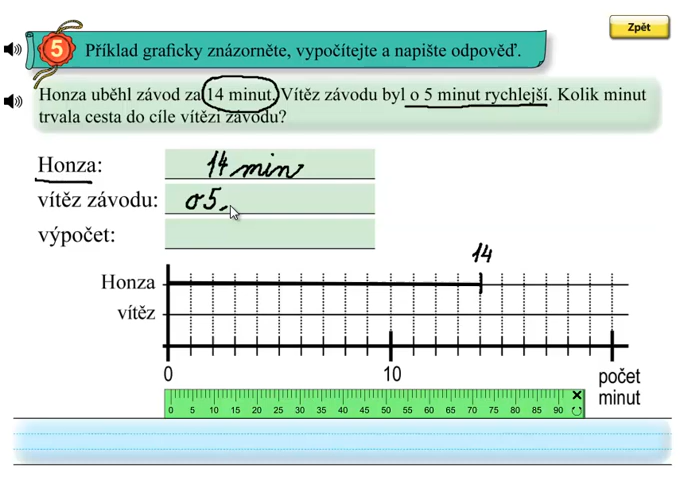 Zpět
5 Příklad graficky znázorněte, vypočítejte a napište odpověď.
Honza uběhl závod za 14 minut. Vítěz závodu byl o 5 minut rychlejší. Kolik minut
trvala cesta do cíle vítězi závodu?
Honza: 14 min
vítěz závodu: o 5
výpočet:
14
Honza
vítěz
0 10 počet
minut
0 5 10 15 20 25 30 35 40 45 50 55 60 65 70 75 80 85 90